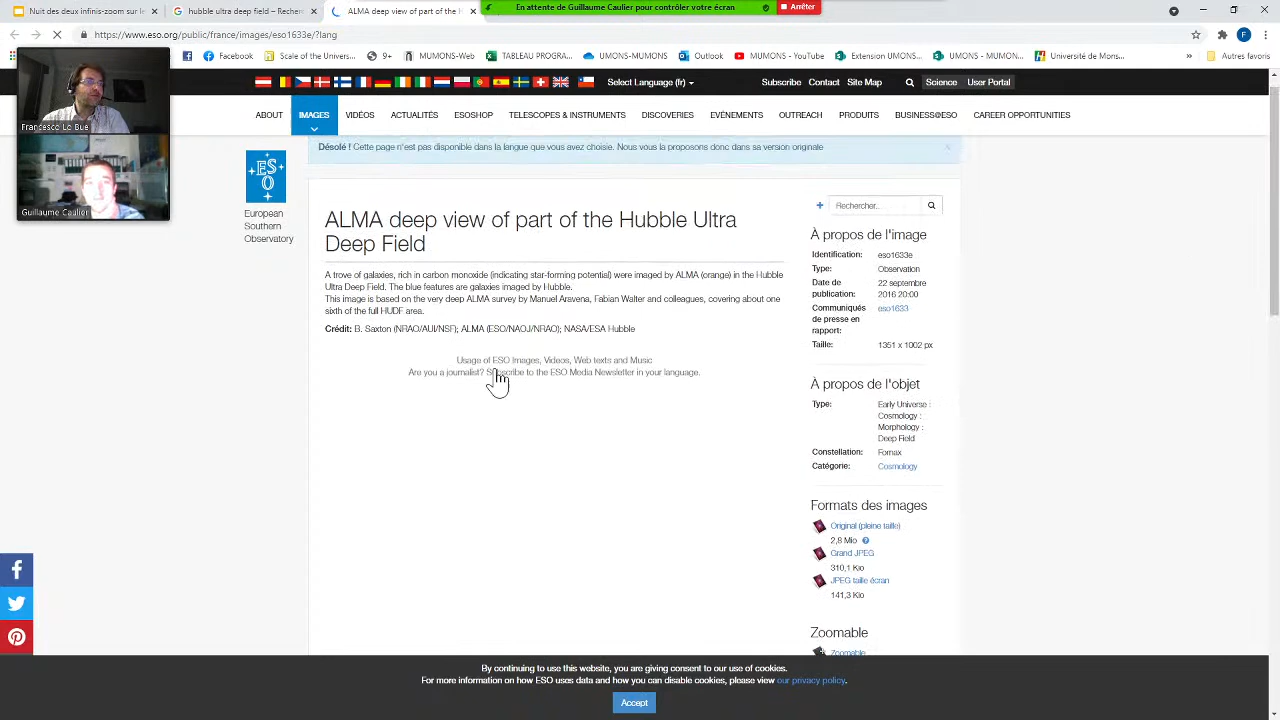 Nuit des deux infinis-zoom sur le
hubble ultra deep field – Recher
ALMA deep view of part of the H
En attente de Guillaume Caulier pour contrôler votre écran
Arrêter
https://www.eso.org/public/france/images/eso1633e/?lang
Facebook
Scale of the Univer...
9+
MUMONS-Web
TABLEAU PROGRA...
UMONS-MUMONS
Outlook
MUMONS - YouTube
Extension UMONS...
UMONS - MUMONS...
Université de Mons...
Autres favoris
Select Language (fr)
Subscribe
Contact
Site Map
Science
User Portal
ABOUT
IMAGES
VIDÉOS
ACTUALITÉS
ESOSHOP
TELESCOPES & INSTRUMENTS
DISCOVERIES
EVÈNEMENTS
OUTREACH
PRODUITS
BUSINESS@ESO
CAREER OPPORTUNITIES
Francesco Lo Bue
Guillaume Caulier
Désolé ! Cette page n'est pas disponible dans la langue que vous avez choisie. Nous vous la proposons donc dans sa version originale
ESO
European
Southern
Observatory
ALMA deep view of part of the Hubble Ultra
Deep Field
A trove of galaxies, rich in carbon monoxide (indicating star-forming potential) were imaged by ALMA (orange) in the Hubble
Ultra Deep Field. The blue features are galaxies imaged by Hubble.
This image is based on the very deep ALMA survey by Manuel Aravena, Fabian Walter and colleagues, covering about one
sixth of the full HUDF area.
Crédit: B. Saxton (NRAO/AUI/NSF); ALMA (ESO/NAOJ/NRAO); NASA/ESA Hubble
Usage of ESO Images, Videos, Web texts and Music
Are you a journalist? Subscribe to the ESO Media Newsletter in your language.
Rechercher...
À propos de l'image
Identification: eso1633e
Type: Observation
Date de publication: 22 septembre 2016 20:00
Communiqués de presse en rapport: eso1633
Taille: 1351 x 1002 px
À propos de l'objet
Type: Early Universe :
Cosmology :
Morphology :
Deep Field
Constellation: Fornax
Catégorie: Cosmology
Formats des images
Original (pleine taille)
2,8 Mio
Grand JPEG
310,1 Kio
JPEG taille écran
141,3 Kio
Zoomable
Zoomable
By continuing to use this website, you are giving consent to our use of cookies.
For more information on how ESO uses data and how you can disable cookies, please view our privacy policy.
Accept